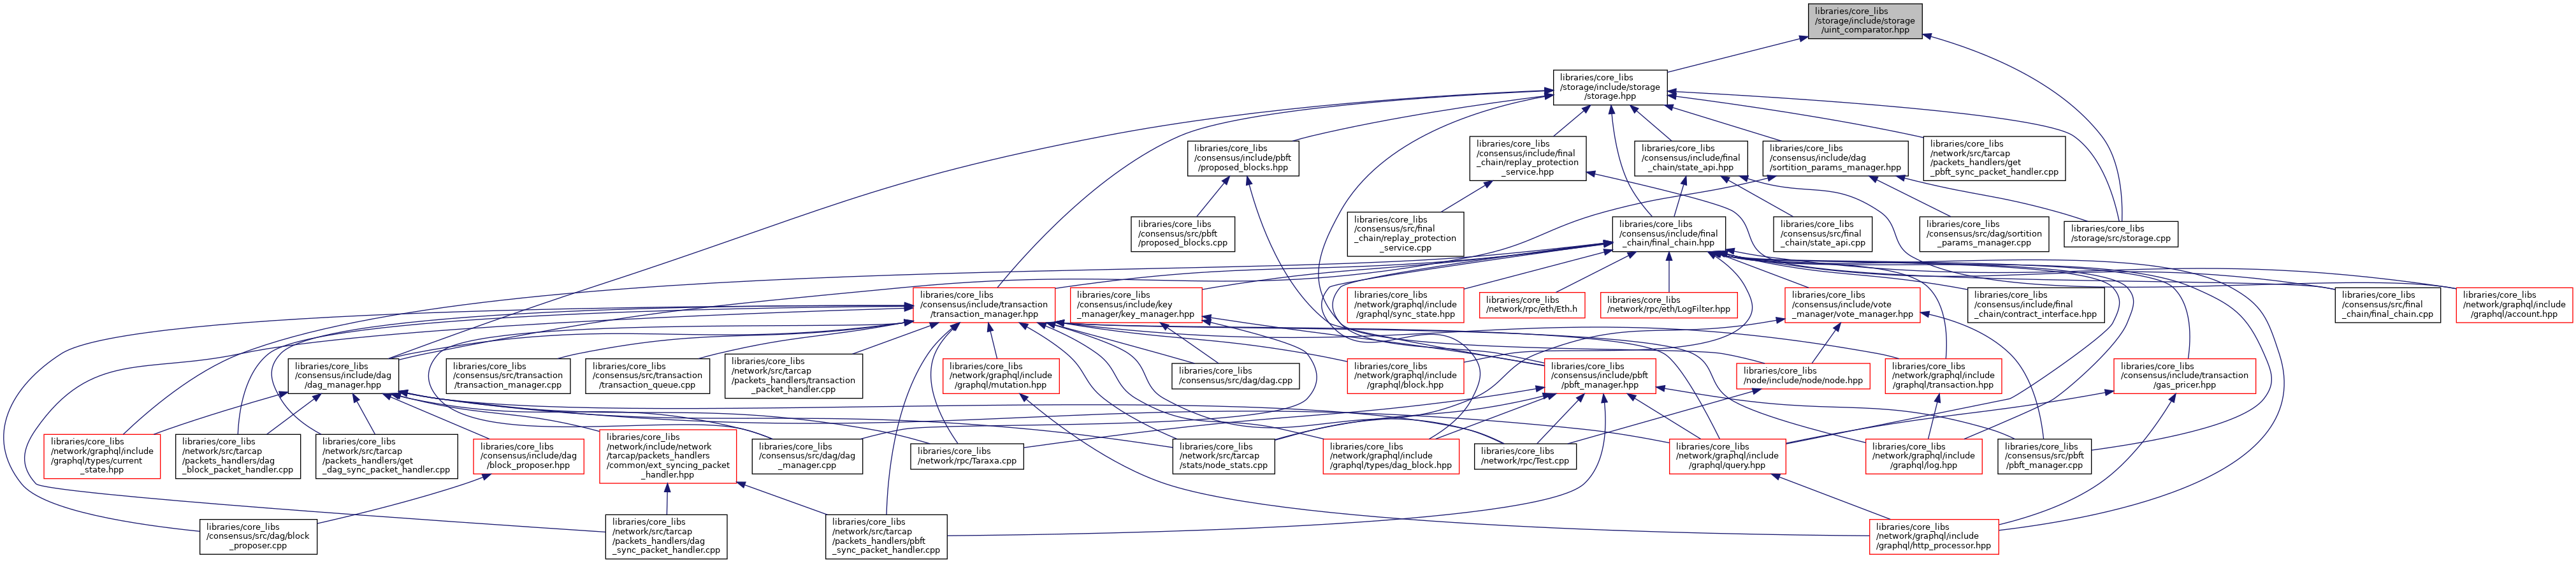 libraries/core_libs
/storage/include/storage
/uint_comparator.hpp
libraries/core_libs
/storage/include/storage
/storage.hpp
libraries/core_libs
/consensus/include/pbft
/proposed_blocks.hpp
libraries/core_libs
/consensus/include/final
_chain/replay_protection
_service.hpp
libraries/core_libs
/consensus/include/final
_chain/state_api.hpp
libraries/core_libs
/consensus/include/dag
/sortition_params_manager.hpp
libraries/core_libs
/network/src/tarcap
/packets_handlers/get
_pbft_sync_packet_handler.cpp
libraries/core_libs
/consensus/src/pbft
/proposed_blocks.cpp
libraries/core_libs
/consensus/src/final
_chain/replay_protection
_service.cpp
libraries/core_libs
/consensus/include/final
_chain/final_chain.hpp
libraries/core_libs
/consensus/src/final
_chain/state_api.cpp
libraries/core_libs
/consensus/src/dag/sortition
_params_manager.cpp
libraries/core_libs
/storage/src/storage.cpp
libraries/core_libs
/consensus/include/transaction
/transaction_manager.hpp
libraries/core_libs
/consensus/include/key
_manager/key_manager.hpp
libraries/core_libs
/network/graphql/include
/graphql/sync_state.hpp
libraries/core_libs
/network/rpc/eth/Eth.h
libraries/core_libs
/network/rpc/eth/LogFilter.hpp
libraries/core_libs
/consensus/include/vote
_manager/vote_manager.hpp
libraries/core_libs
/consensus/include/final
_chain/contract_interface.hpp
libraries/core_libs
/consensus/src/final
_chain/final_chain.cpp
libraries/core_libs
/network/graphql/include
/graphql/account.hpp
libraries/core_libs
/consensus/include/dag
/dag_manager.hpp
libraries/core_libs
/consensus/src/transaction
/transaction_manager.cpp
libraries/core_libs
/consensus/src/transaction
/transaction_queue.cpp
libraries/core_libs
/network/src/tarcap
/packets_handlers/transaction
_packet_handler.cpp
libraries/core_libs
/network/graphql/include
/graphql/mutation.hpp
libraries/core_libs
/consensus/src/dag/dag.cpp
libraries/core_libs
/network/graphql/include
/graphql/block.hpp
libraries/core_libs
/consensus/include/pbft
/pbft_manager.hpp
libraries/core_libs
/node/include/node/node.hpp
libraries/core_libs
/network/graphql/include
/graphql/transaction.hpp
libraries/core_libs
/consensus/include/transaction
/gas_pricer.hpp
libraries/core_libs
/network/graphql/include
/graphql/types/current
_state.hpp
libraries/core_libs
/network/src/tarcap
/packets_handlers/dag
_block_packet_handler.cpp
libraries/core_libs
/network/src/tarcap
/packets_handlers/get
_dag_sync_packet_handler.cpp
libraries/core_libs
/consensus/include/dag
/block_proposer.hpp
libraries/core_libs
/network/include/network
/tarcap/packets_handlers
/common/ext_syncing_packet
_handler.hpp
libraries/core_libs
/consensus/src/dag/dag
_manager.cpp
libraries/core_libs
/network/rpc/Taraxa.cpp
libraries/core_libs
/network/src/tarcap
/stats/node_stats.cpp
libraries/core_libs
/network/graphql/include
/graphql/types/dag_block.hpp
libraries/core_libs
/network/rpc/Test.cpp
libraries/core_libs
/network/graphql/include
/graphql/query.hpp
libraries/core_libs
/network/graphql/include
/graphql/log.hpp
libraries/core_libs
/consensus/src/pbft
/pbft_manager.cpp
libraries/core_libs
/consensus/src/dag/block
_proposer.cpp
libraries/core_libs
/network/src/tarcap
/packets_handlers/dag
_sync_packet_handler.cpp
libraries/core_libs
/network/src/tarcap
/packets_handlers/pbft
_sync_packet_handler.cpp
libraries/core_libs
/network/graphql/include
/graphql/http_processor.hpp